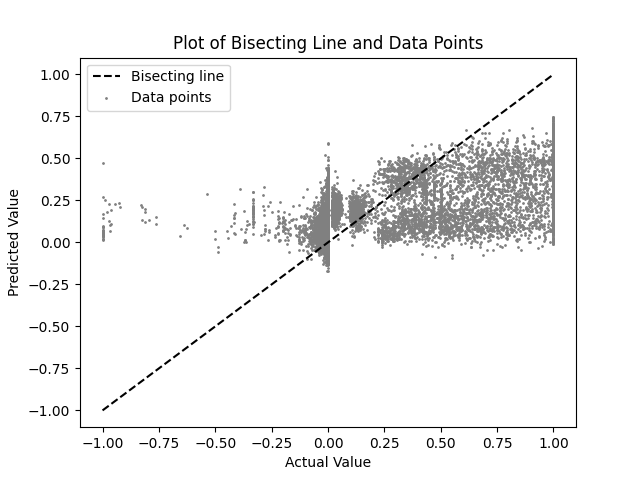 Plot of Bisecting Line and Data Points
Bisecting line
Data points
1.00
0.75
0.50
0.25
0.00
−0.25
−0.50
−0.75
−1.00
Predicted Value
−1.00 −0.75 −0.50 −0.25 0.00 0.25 0.50 0.75 1.00
Actual Value